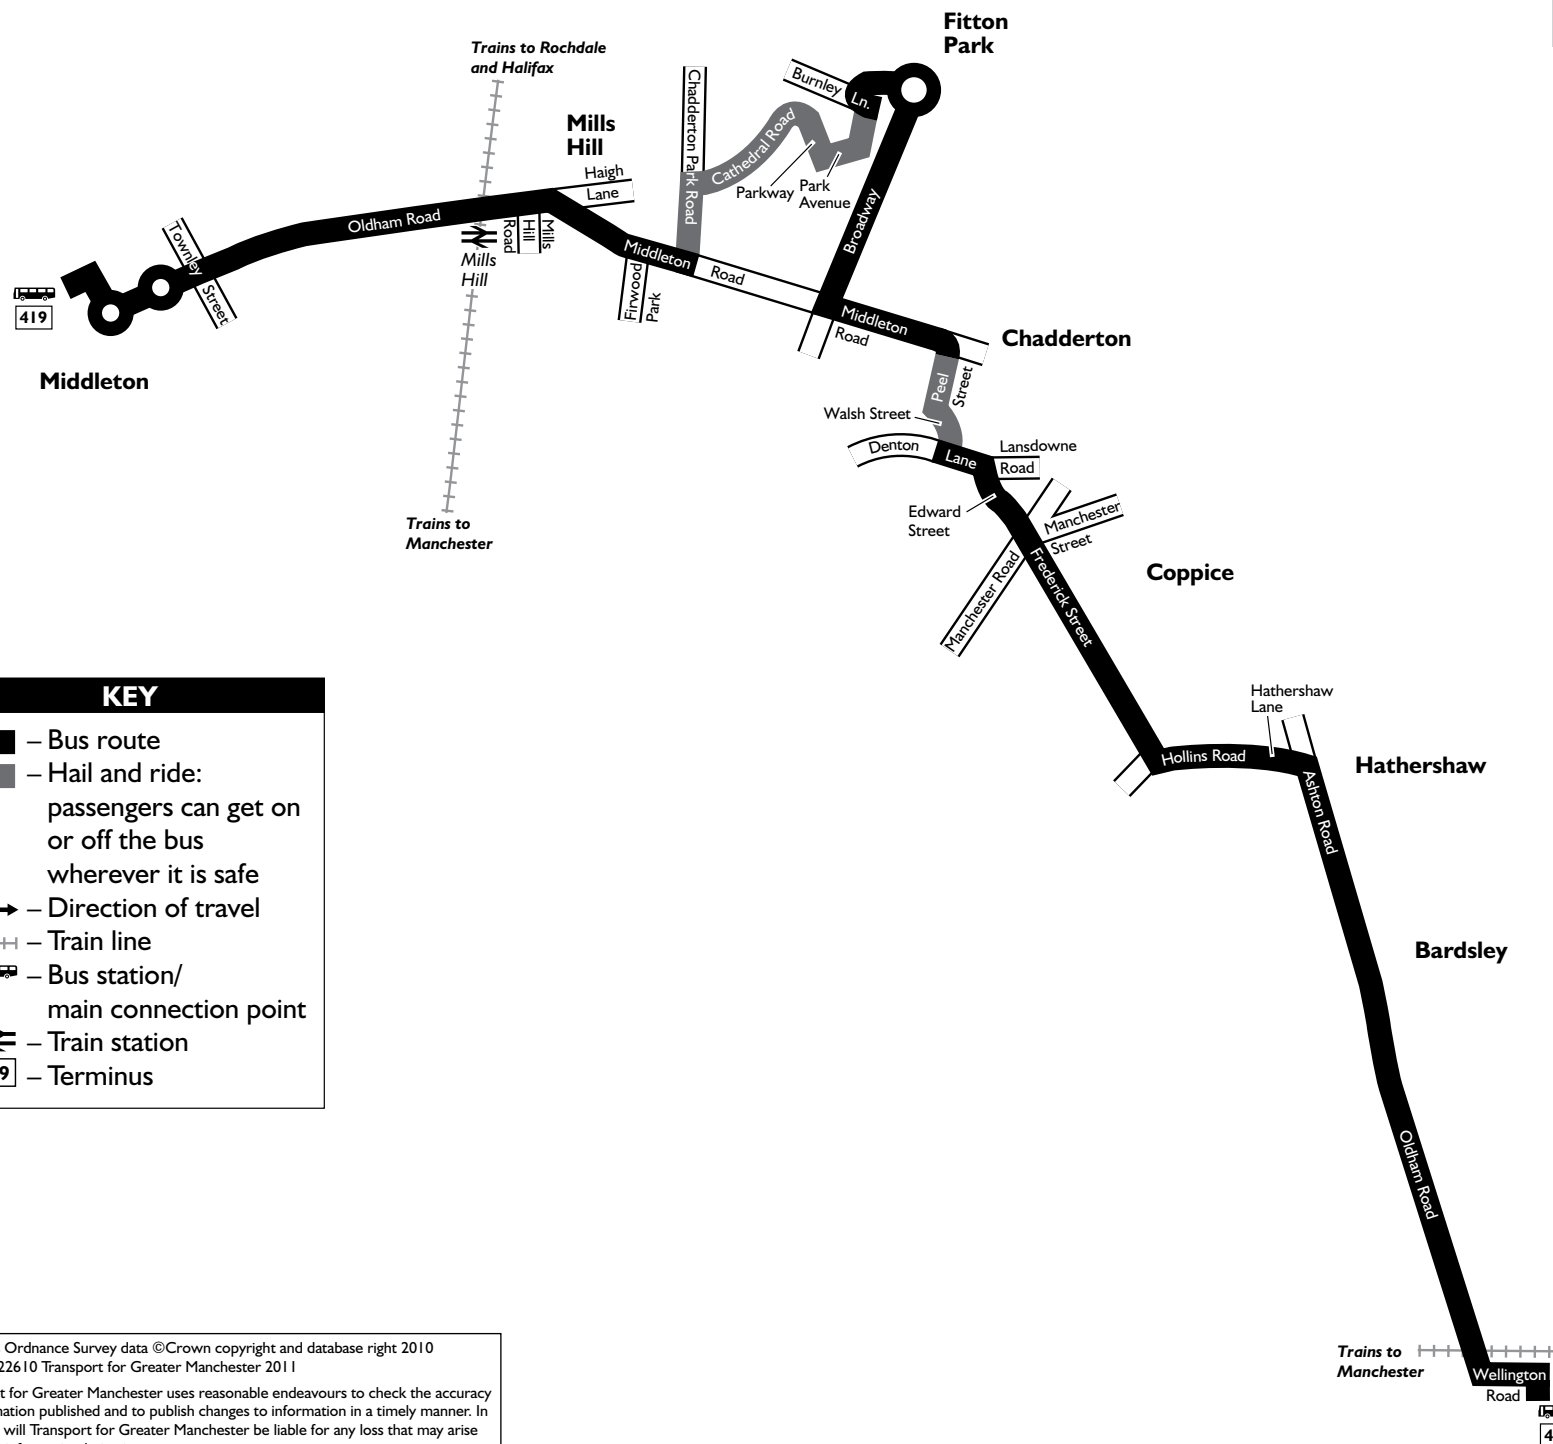 Fitton
Park
Trains to Rochdale
and Halifax
Burnley
Ln.
Chadderton Park Road
Cathedral Road
Mills
Hill
Haigh
Lane
Parkway
Park
Avenue
Broadway
Oldham Road
Townley
Street
Mills
Hill
Road
Mills
Hill
Middleton
Road
Firwood
Park
419
Middleton
Middleton
Road
Chadderton
Peel
Street
Walsh Street
Denton
Lane
Lansdowne
Road
Edward
Street
Manchester
Street
Manchester Road
Frederick Street
Trains to
Manchester
Coppice
Hathershaw
Lane
Hollins Road
Hathershaw
Ashton Road
Bardsley
Oldham Road
Trains to
Manchester
Wellington
Road
4
KEY
– Bus route
– Hail and ride:
passengers can get on
or off the bus
wherever it is safe
– Direction of travel
– Train line
– Bus station/
main connection point
– Train station
9 – Terminus
Ordnance Survey data ©Crown copyright and database right 2010
22610 Transport for Greater Manchester 2011
t for Greater Manchester uses reasonable endeavours to check the accuracy
nation published and to publish changes to information in a timely manner. In
will Transport for Greater Manchester be liable for any loss that may arise